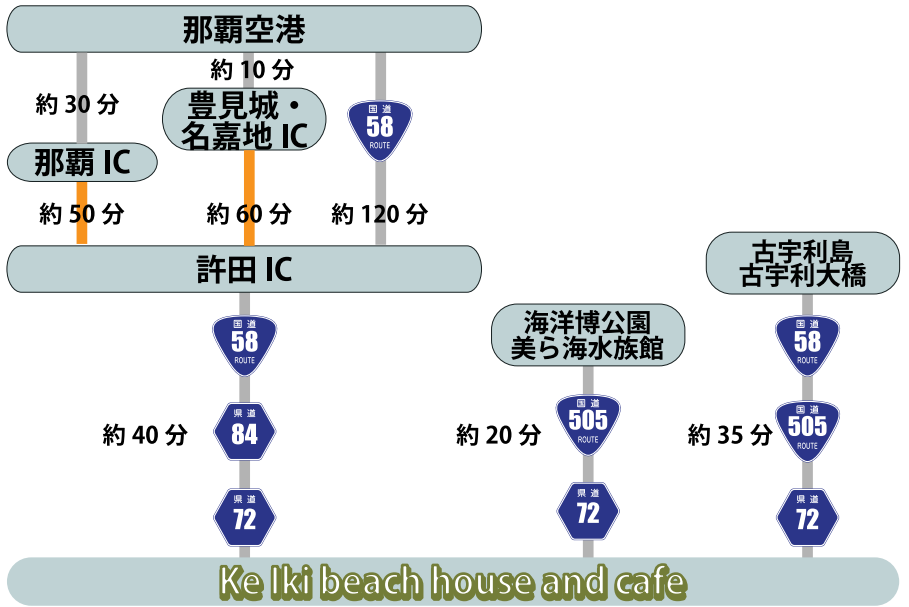 那覇空港
約 30 分
約 10 分
豊見城・
名嘉地 IC
国道
58
ROUTE
那覇 IC
約 50 分
約 60 分
約 120 分
許田 IC
国道
58
ROUTE
約 40 分
県道
84
県道
72
海洋博公園
美ら海水族館
約 20 分
国道
505
ROUTE
県道
72
古宇利島
古宇利大橋
国道
58
ROUTE
約 35 分
国道
505
ROUTE
県道
72
Ke Iki beach house and cafe